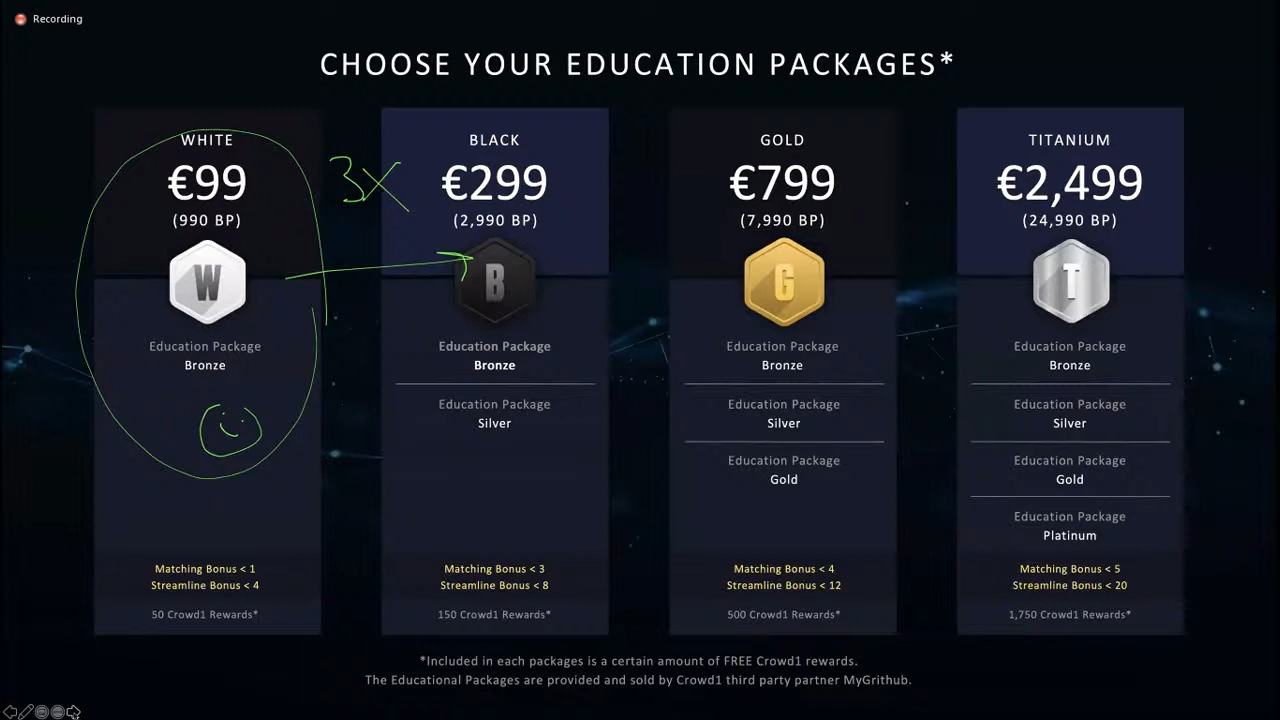 Recording
CHOOSE YOUR EDUCATION PACKAGES*
WHITE
€99
(990 BP)
W
Education Package
Bronze
Matching Bonus < 1
Streamline Bonus < 4
50 Crowd1 Rewards*
3X
BLACK
€299
(2,990 BP)
B
Education Package
Bronze
Education Package
Silver
Matching Bonus < 3
Streamline Bonus < 8
150 Crowd1 Rewards*
GOLD
€799
(7,990 BP)
G
Education Package
Bronze
Education Package
Silver
Education Package
Gold
Matching Bonus < 4
Streamline Bonus < 12
500 Crowd1 Rewards*
TITANIUM
€2,499
(24,990 BP)
T
Education Package
Bronze
Education Package
Silver
Education Package
Gold
Education Package
Platinum
Matching Bonus < 5
Streamline Bonus < 20
1,750 Crowd1 Rewards*
*Included in each packages is a certain amount of FREE Crowd1 rewards.
The Educational Packages are provided and sold by Crowd1 third party partner MyGrithub.